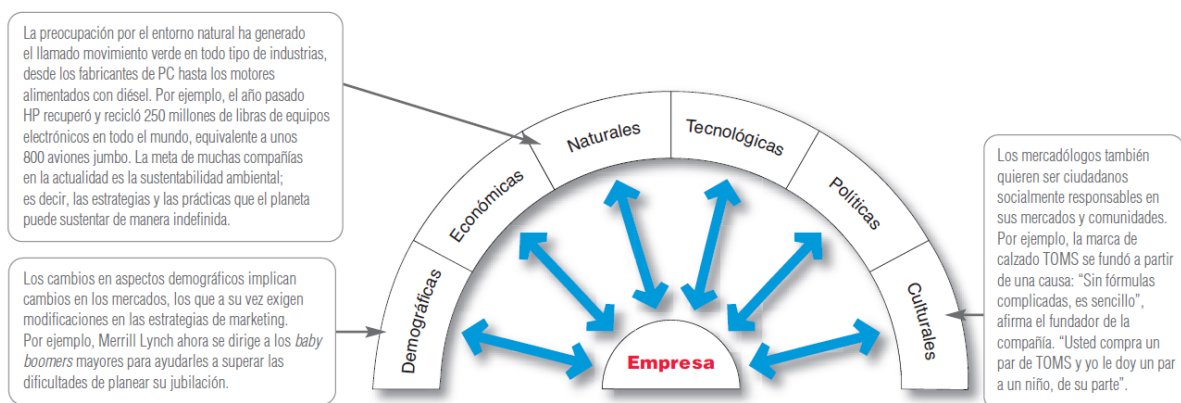 La preocupación por el entorno natural ha generado
el llamado movimiento verde en todo tipo de industrias,
desde los fabricantes de PC hasta los motores
alimentados con diésel. Por ejemplo, el año pasado
HP recuperó y recicló 250 millones de libras de equipos
electrónicos en todo el mundo, equivalente a unos
800 aviones jumbo. La meta de muchas compañías
en la actualidad es la sustentabilidad ambiental;
es decir, las estrategias y las prácticas que el planeta
puede sustentar de manera indefinida.
Los cambios en aspectos demográficos implican
cambios en los mercados, los que a su vez exigen
modificaciones en las estrategias de marketing.
Por ejemplo, Merrill Lynch ahora se dirige a los baby
boomers mayores para ayudarles a superar las
dificultades de planear su jubilación.
Demográficas
Económicas
Naturales
Tecnológicas
Políticas
Culturales
Empresa
Los mercadólogos también
quieren ser ciudadanos
socialmente responsables en
sus mercados y comunidades.
Por ejemplo, la marca de
calzado TOMS se fundó a partir
de una causa: “Sin fórmulas
complicadas, es sencillo”,
afirma el fundador de la
compañía. “Usted compra un
par de TOMS y yo le doy un par
a un niño, de su parte”.